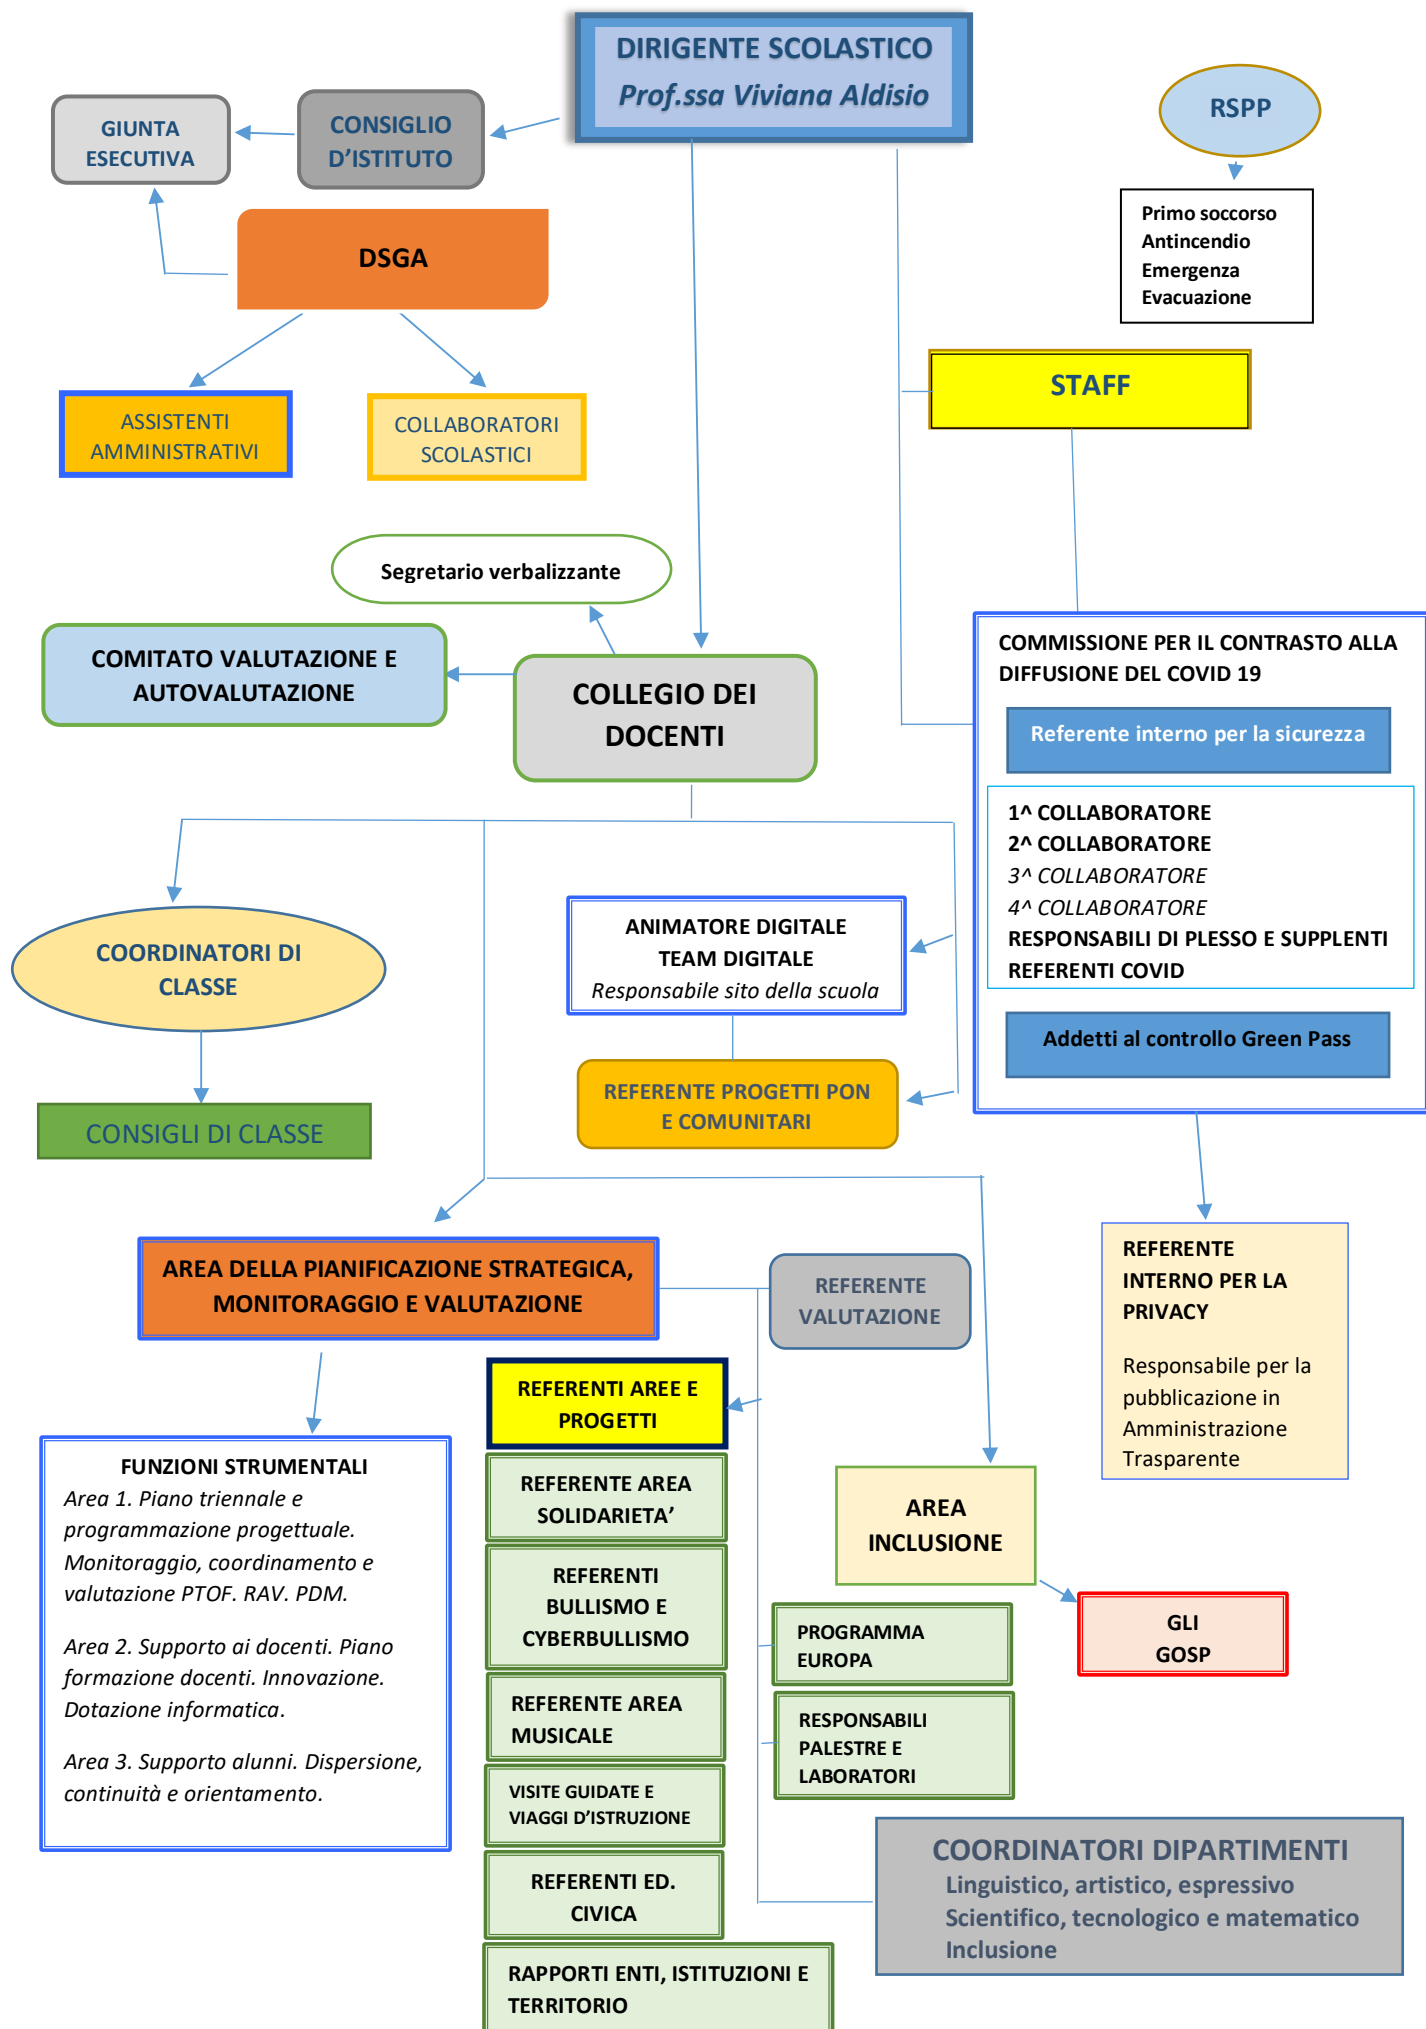 DIRIGENTE SCOLASTICO
Prof.ssa Viviana Aldisio
RSPP
GIUNTA
ESECUTIVA
CONSIGLIO
D'ISTITUTO
Primo soccorso
Antincendio
Emergenza
Evacuazione
DSGA
STAFF
ASSISTENTI
AMMINISTRATIVI
COLLABORATORI
SCOLASTICI
Segretario verbalizzante
COMITATO VALUTAZIONE E
AUTOVALUTAZIONE
COLLEGIO DEI
DOCENTI
COMMISSIONE PER IL CONTRASTO ALLA
DIFFUSIONE DEL COVID 19
Referente interno per la sicurezza
1^ COLLABORATORE
2^ COLLABORATORE
3^ COLLABORATORE
4^ COLLABORATORE
RESPONSABILI DI PLESSO E SUPPLENTI
REFERENTI COVID
Addetti al controllo Green Pass
COORDINATORI DI
CLASSE
ANIMATORE DIGITALE
TEAM DIGITALE
Responsabile sito della scuola
REFERENTE PROGETTI PON
E COMUNITARI
CONSIGLI DI CLASSE
AREA DELLA PIANIFICAZIONE STRATEGICA,
MONITORAGGIO E VALUTAZIONE
REFERENTE
VALUTAZIONE
REFERENTE
INTERNO PER LA
PRIVACY
Responsabile per la
pubblicazione in
Amministrazione
Trasparente
REFERENTI AREE E
PROGETTI
FUNZIONI STRUMENTALI
Area 1. Piano triennale e
programmazione progettuale.
Monitoraggio, coordinamento e
valutazione PTOF. RAV. PDM.
Area 2. Supporto ai docenti. Piano
formazione docenti. Innovazione.
Dotazione informatica.
Area 3. Supporto alunni. Dispersione,
continuità e orientamento.
REFERENTE AREA
SOLIDARIETA'
REFERENTI
BULLISMO E
CYBERBULLISMO
REFERENTE AREA
MUSICALE
VISITE GUIDATE E
VIAGGI D'ISTRUZIONE
REFERENTI ED.
CIVICA
RAPPORTI ENTI, ISTITUZIONI E
TERRITORIO
AREA
INCLUSIONE
GLI
GOSP
PROGRAMMA
EUROPA
RESPONSABILI
PALESTRE E
LABORATORI
COORDINATORI DIPARTIMENTI
Linguistico, artistico, espressivo
Scientifico, tecnologico e matematico
Inclusione